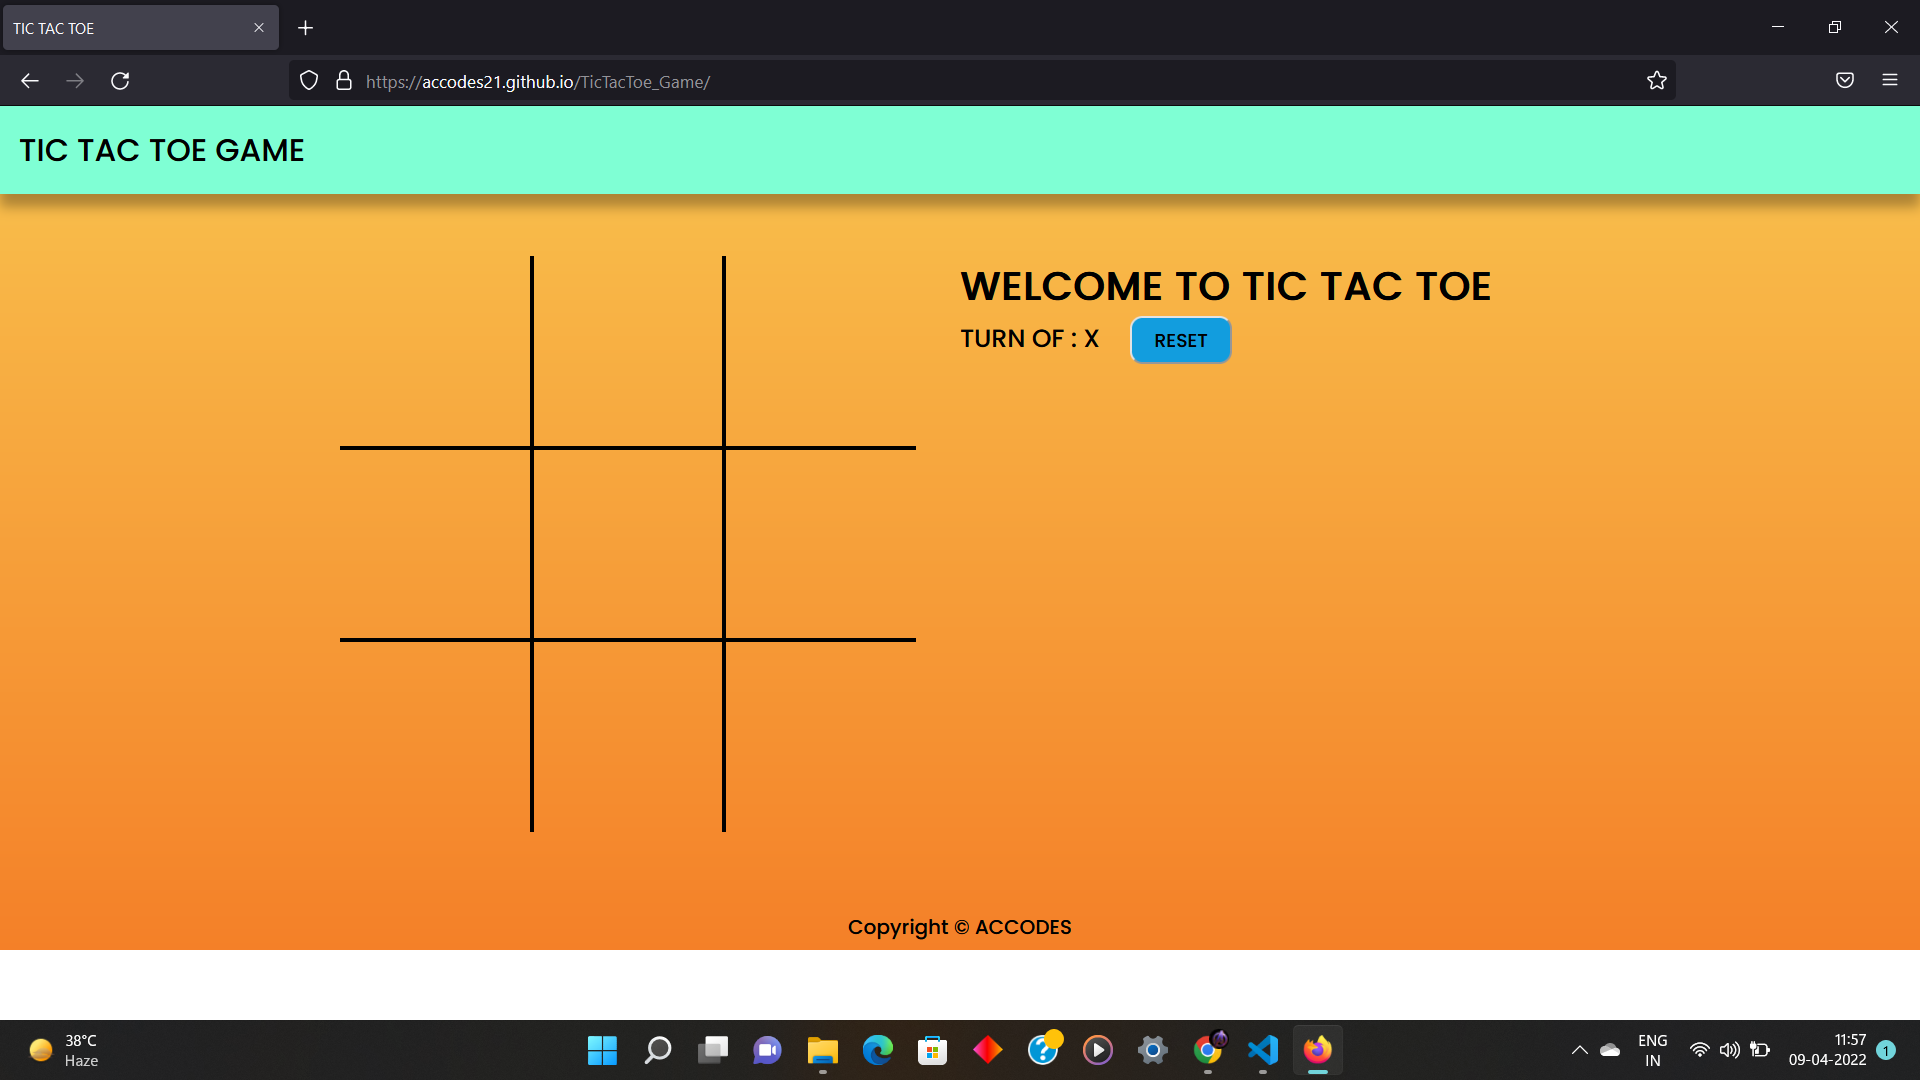 TIC TAC TOE
https://accodes21.github.io/TicTacToe_Game/
TIC TAC TOE GAME
WELCOME TO TIC TAC TOE
TURN OF : X
RESET
Copyright © ACCODES
38°C
Haze
ENG
IN
11:57
09-04-2022
1